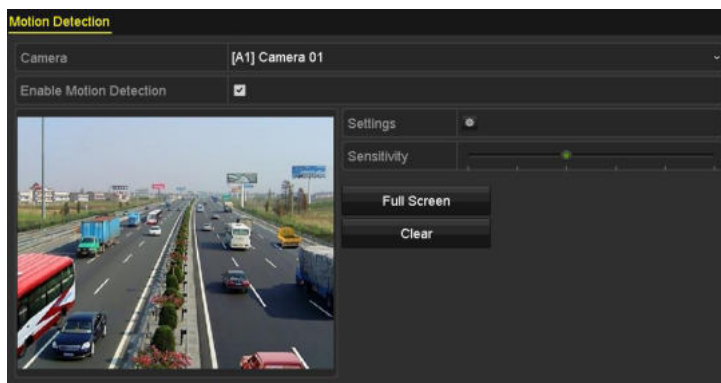 Motion Detection
Camera [A1] Camera 01
Enable Motion Detection
Settings
Sensitivity
Full Screen
Clear